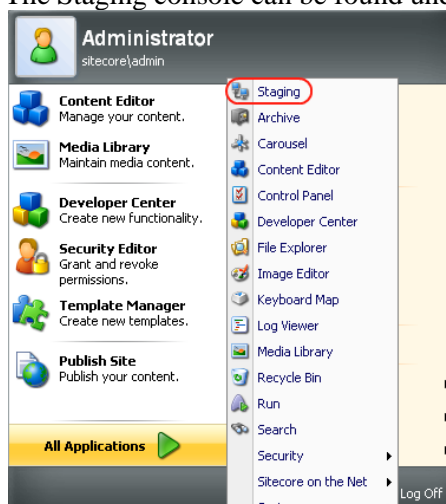 The Staging console can be found
Administrator
sitecore\admin
Content Editor
Manage your content.
Media Library
Maintain media content.
Developer Center
Create new functionality.
Security Editor
Grant and revoke
permissions.
Template Manager
Create new templates.
Publish Site
Publish your content.
All Applications
Staging
Archive
Carousel
Content Editor
Control Panel
Developer Center
File Explorer
Image Editor
Keyboard Map
Log Viewer
Media Library
Recycle Bin
Run
Search
Security
Sitecore on the Net
Log Off